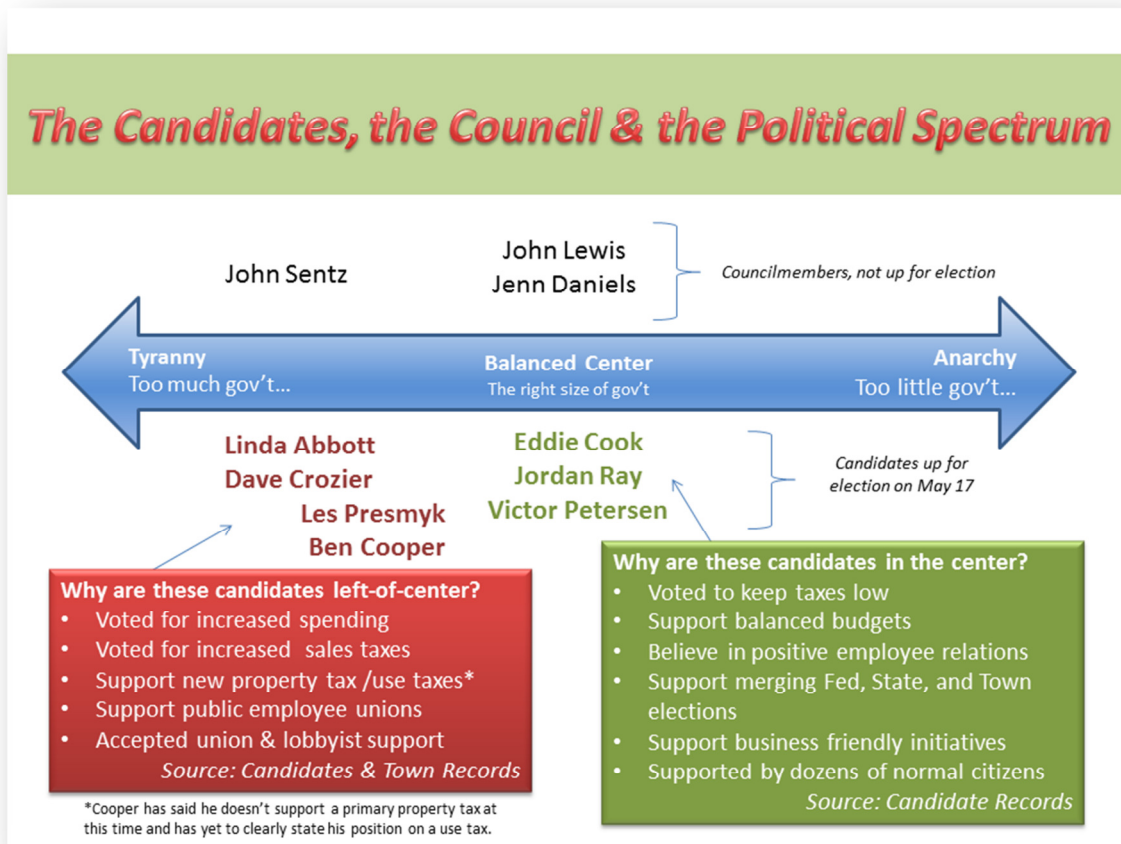 The Candidates, the Council & the Political Spectrum
John Sentz
John Lewis
Jenn Daniels
Councilmembers, not up for election
Tyranny
Too much gov't...
Balanced Center
The right size of gov't
Anarchy
Too little gov't...
Linda Abbott
Dave Crozier
Les Presmyk
Ben Cooper
Eddie Cook
Jordan Ray
Victor Petersen
Candidates up for
election on May 17
Why are these candidates left-of-center?
• Voted for increased spending
• Voted for increased sales taxes
• Support new property tax /use taxes*
• Support public employee unions
• Accepted union & lobbyist support
Source: Candidates & Town Records
*Cooper has said he doesn't support a primary property tax at
this time and has yet to clearly state his position on a use tax.
Why are these candidates in the center?
• Voted to keep taxes low
• Support balanced budgets
• Believe in positive employee relations
• Support merging Fed, State, and Town
elections
• Support business friendly initiatives
• Supported by dozens of normal citizens
Source: Candidate Records